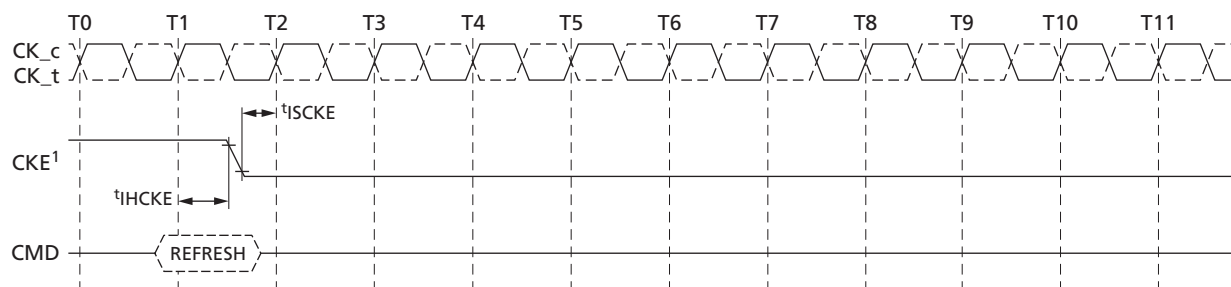 T0 T1 T2 T3 T4 T5 T6 T7 T8 T9 T10 T11
CK_c
CK_t
tISCKE
CKE1
tIHCKE
CMD REFRESH